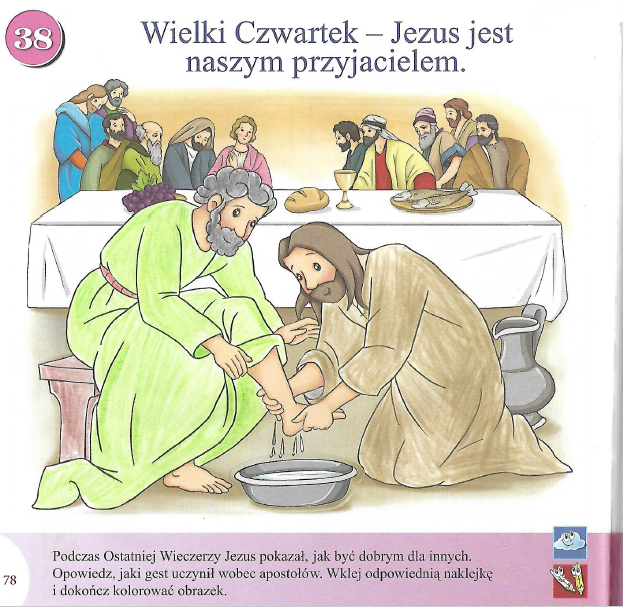 38
Wielki Czwartek – Jezus jest
naszym przyjacielem.
Podczas Ostatniej Wieczerzy Jezus pokazał, jak być dobrym dla innych.
Opowiedz, jaki gest uczynił wobec apostołów. Wklej odpowiednią naklejkę
i dokończ kolorować obrazek.
78